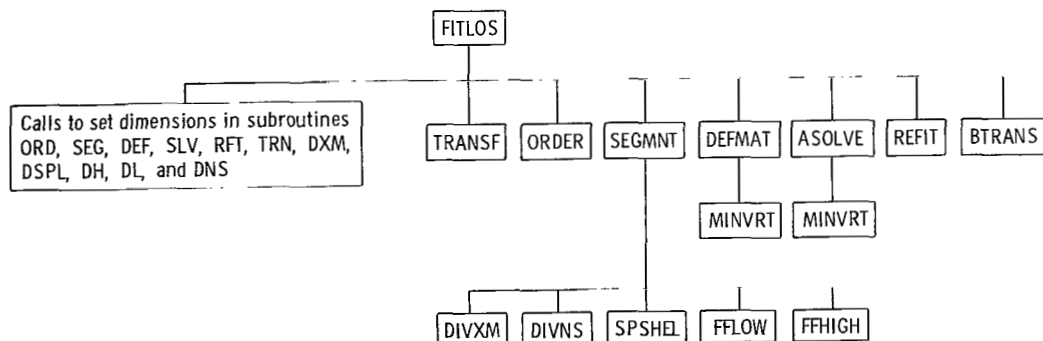 FITLOS
Calls to set dimensions in subroutines
ORD, SEG, DEF, SLV, RFT, TRN, DXM,
DSPL, DH, DL, and DNS
TRANSF
ORDER
SEGMNT
DEFMAT
ASOLVE
REFIT
BTRANS
MINVRT
MINVRT
DIVXM
DIVNS
SPSHEL
FFLOW
FFHIGH